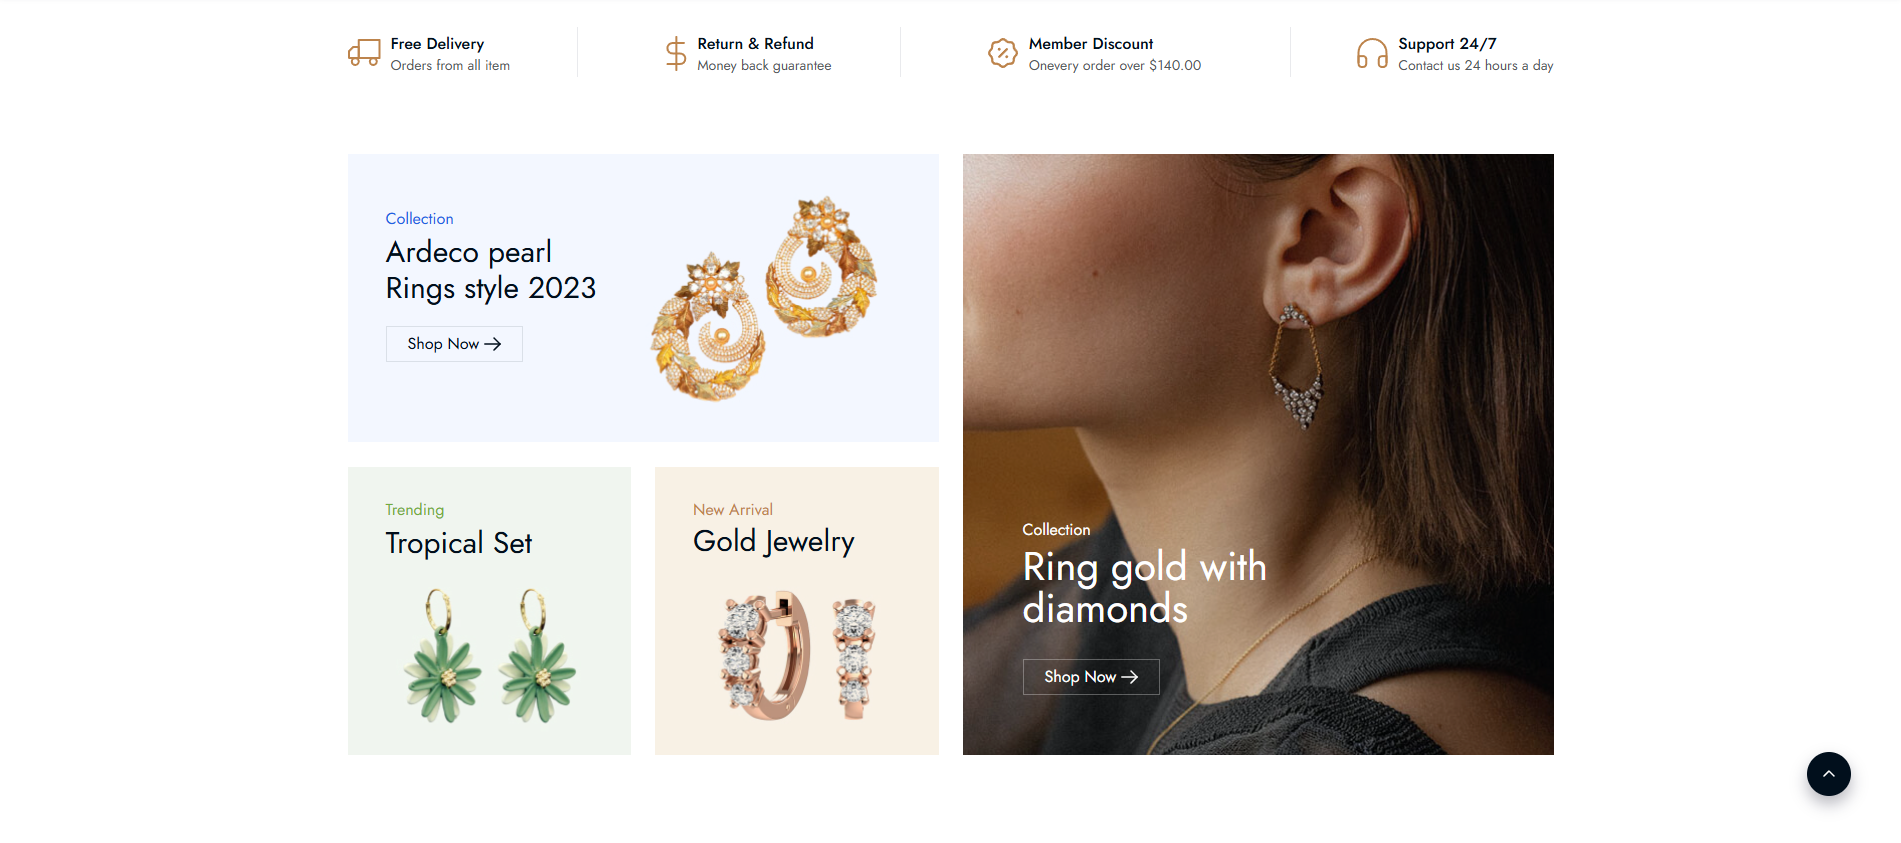 Free Delivery
Orders from all item
Return & Refund
Money back guarantee
Member Discount
Onevery order over $140.00
Support 24/7
Contact us 24 hours a day
Collection
Ardeco pearl
Rings style 2023
Shop Now
Trending
Tropical Set
New Arrival
Gold Jewelry
Collection
Ring gold with
diamonds
Shop Now